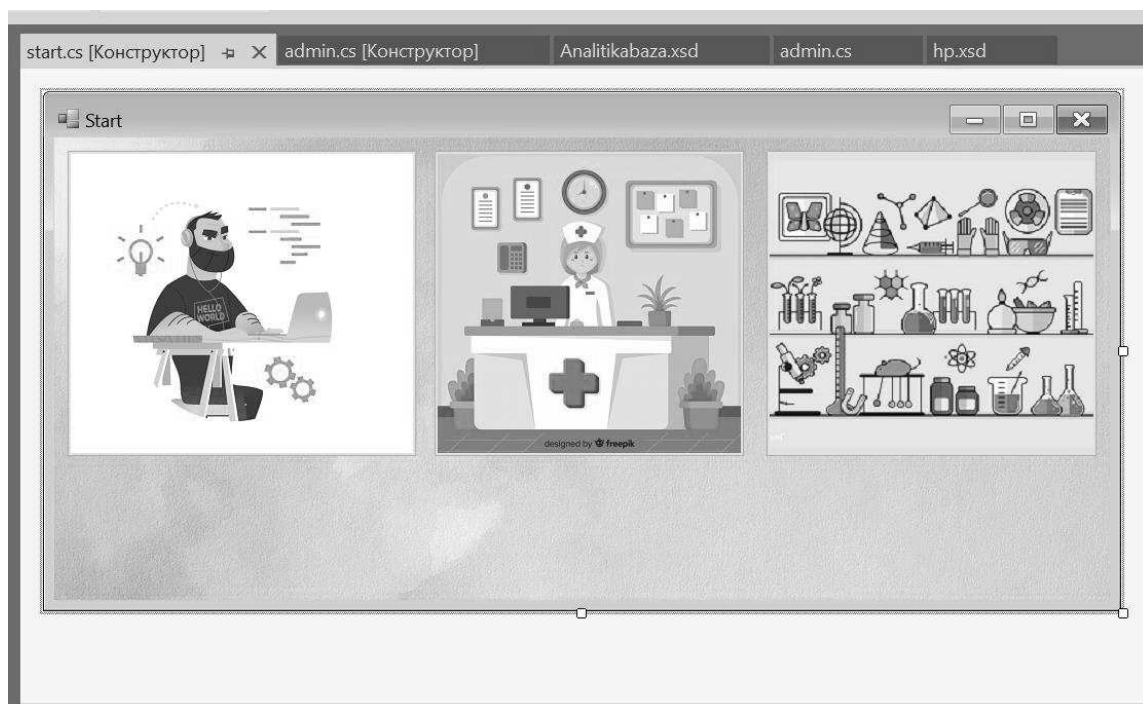 start.cs [Конструктор]
admin.cs [Конструктор]
Analitikabaza.xsd
admin.cs
hp.xsd
Start
HELLO
WORLD
designed by freepik